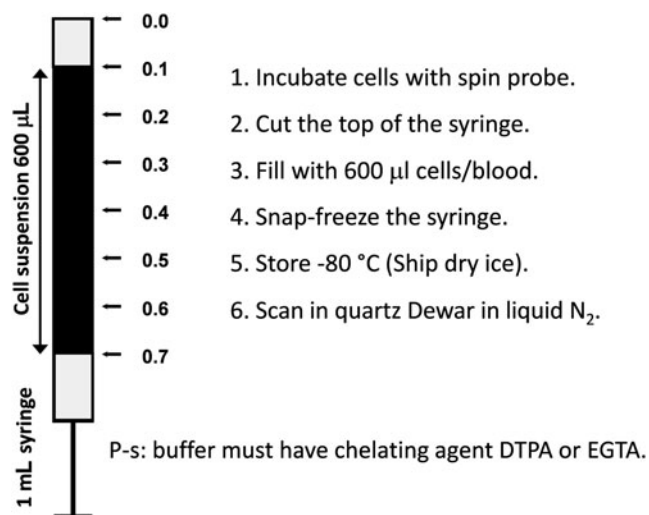 0.0
0.1
0.2
0.3
0.4
0.5
0.6
0.7
Cell suspension 600 μL
1 mL syringe
1. Incubate cells with spin probe.
2. Cut the top of the syringe.
3. Fill with 600 μl cells/blood.
4. Snap-freeze the syringe.
5. Store -80 °C (Ship dry ice).
6. Scan in quartz Dewar in liquid N₂.
P-s: buffer must have chelating agent DTPA or EGTA.